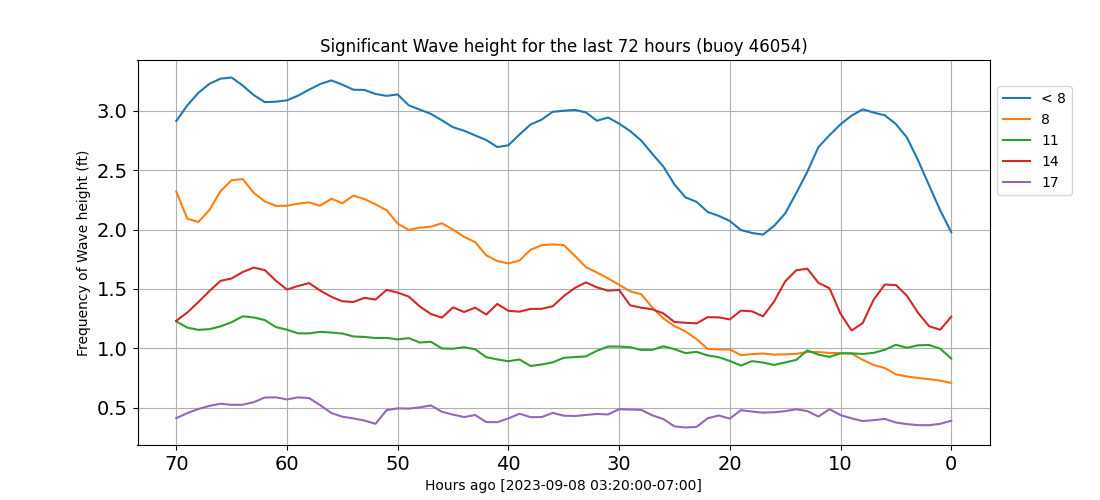 Significant Wave height for the last 72 hours (buoy 46054)
Frequency of Wave height (ft)
3.0
2.5
2.0
1.5
1.0
0.5
70 60 50 40 30 20 10 0
Hours ago [2023-09-08 03:20:00-07:00]
< 8
8
11
14
17